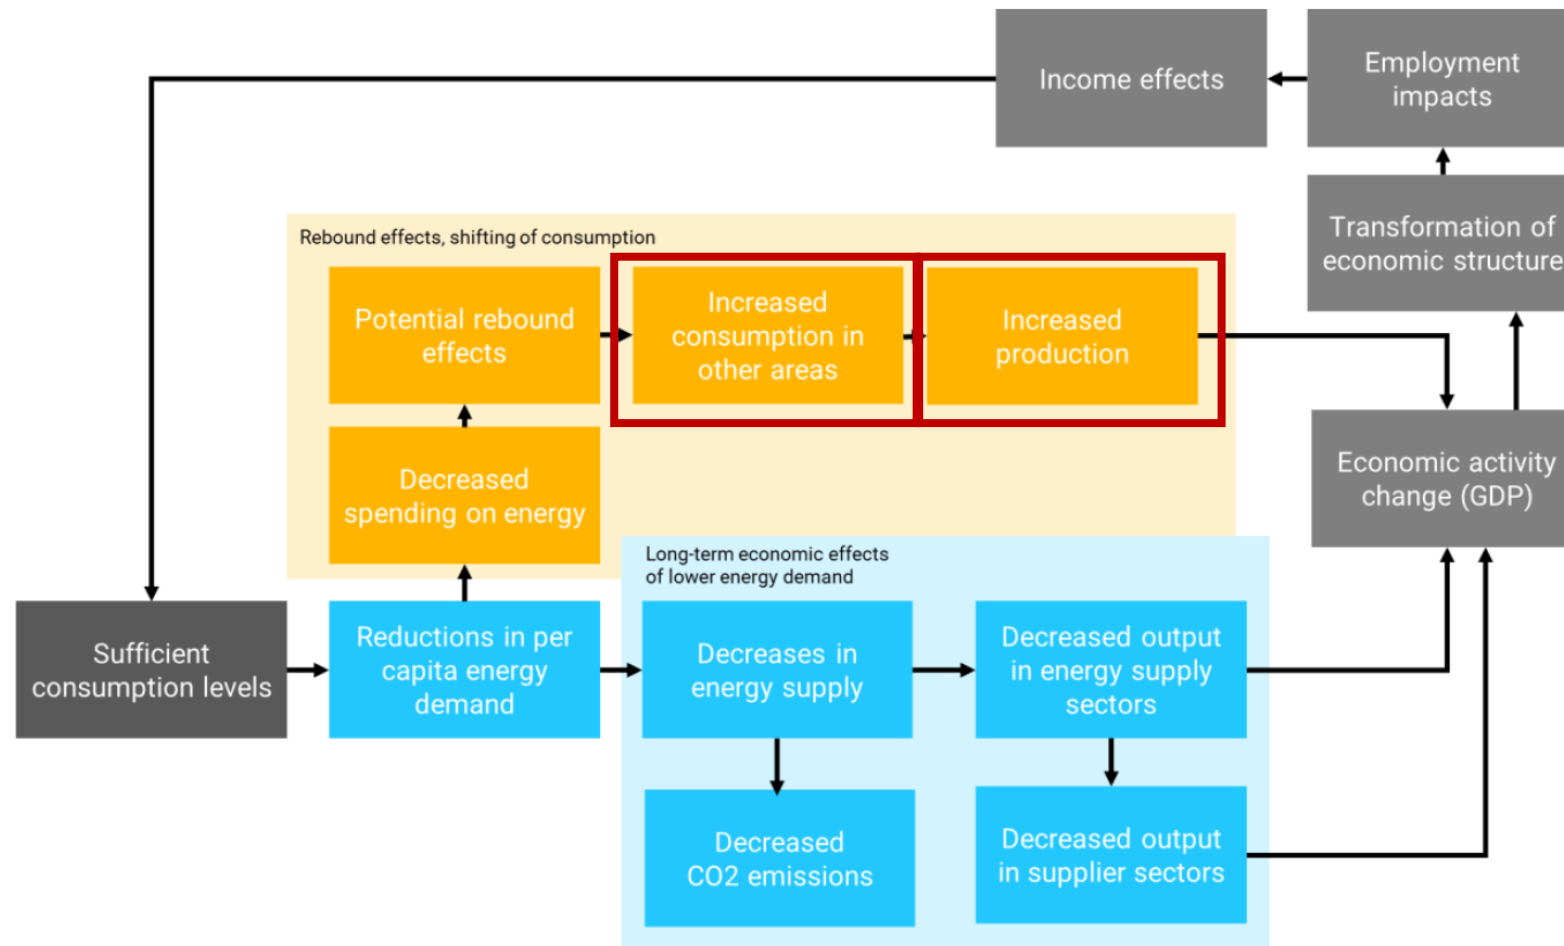 Income effects
Employment
impacts
Transformation of
economic structure
Rebound effects, shifting of consumption
Potential rebound
effects
Increased
consumption in
other areas
Increased
production
Decreased
spending on energy
Economic activity
change (GDP)
Long-term economic effects
of lower energy demand
Sufficient
consumption levels
Reductions in per
capita energy
demand
Decreases in
energy supply
Decreased output
in energy supply
sectors
Decreased
CO2 emissions
Decreased output
in supplier sectors